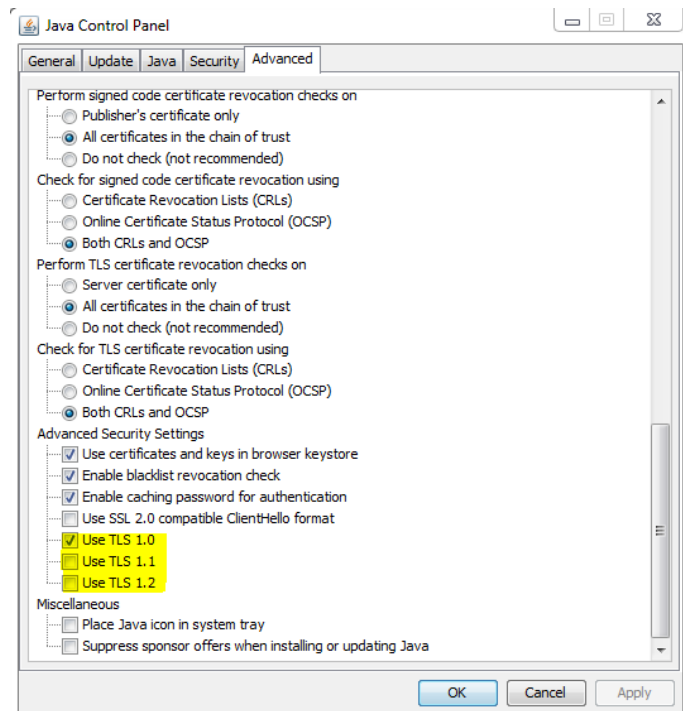 Java Control Panel
General Update Java Security Advanced
Perform signed code certificate revocation checks on
Publisher's certificate only
All certificates in the chain of trust
Do not check (not recommended)
Check for signed code certificate revocation using
Certificate Revocation Lists (CRLs)
Online Certificate Status Protocol (OCSP)
Both CRLs and OCSP
Perform TLS certificate revocation checks on
Server certificate only
All certificates in the chain of trust
Do not check (not recommended)
Check for TLS certificate revocation using
Certificate Revocation Lists (CRLs)
Online Certificate Status Protocol (OCSP)
Both CRLs and OCSP
Advanced Security Settings
Use certificates and keys in browser keystore
Enable blacklist revocation check
Enable caching password for authentication
Use SSL 2.0 compatible ClientHello format
Use TLS 1.0
Use TLS 1.1
Use TLS 1.2
Miscellaneous
Place Java icon in system tray
Suppress sponsor offers when installing or updating Java
OK Cancel Apply